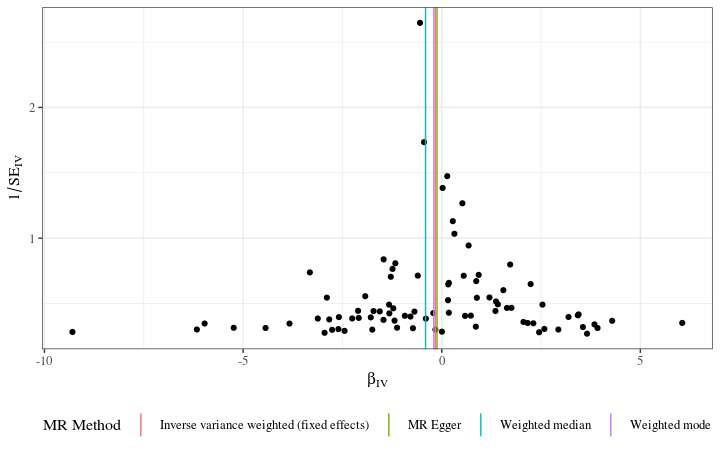 2
1
1/SE_IV
-10 -5 0 5
β_IV
MR Method Inverse variance weighted (fixed effects) MR Egger Weighted median Weighted mode